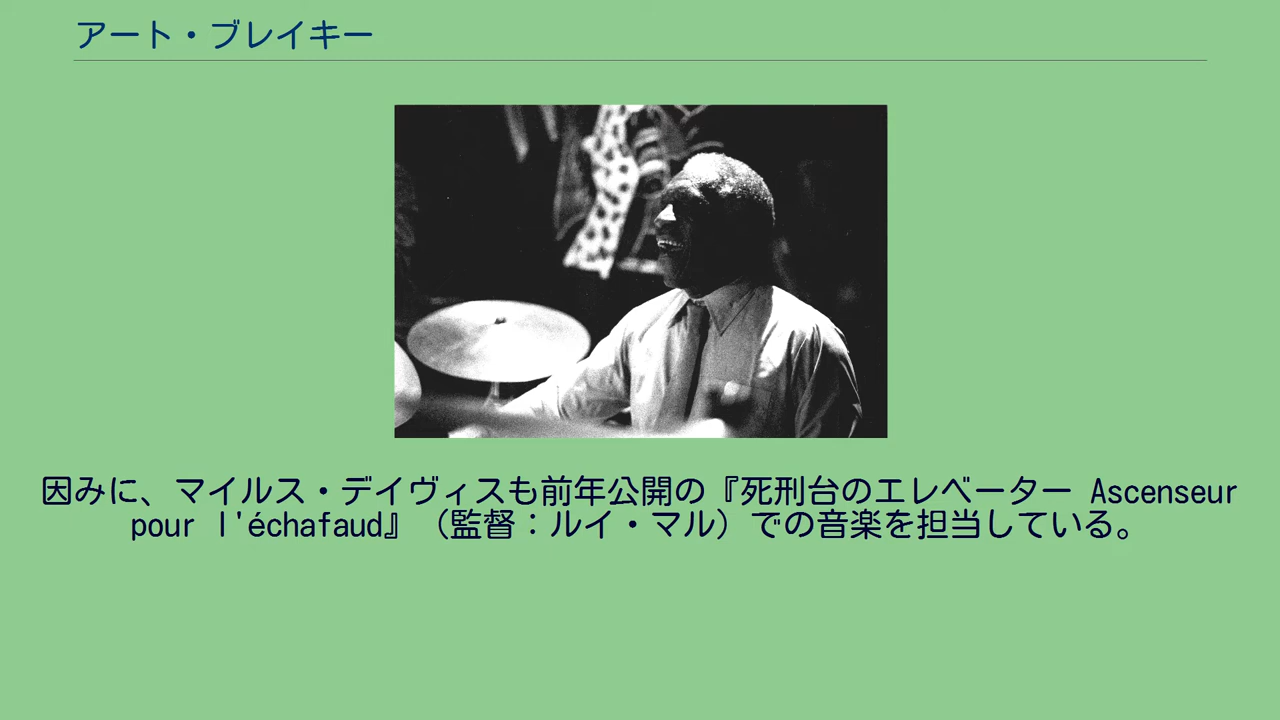 アート・ブレイキー
因みに、マイルス・デイヴィスも前年公開の『死刑台のエレベーター Ascenseur
pour l'échafaud』（監督：ルイ・マル）での音楽を担当している。